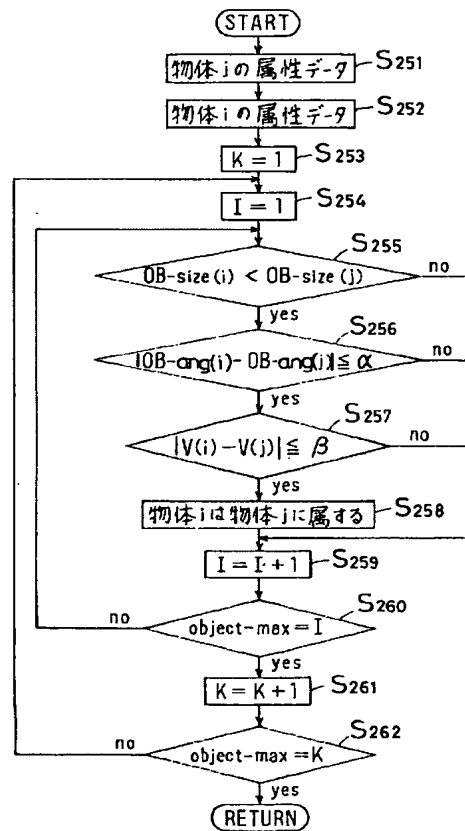 START
物体jの属性データ S251
物体iの属性データ S252
K = 1 S253
I = 1 S254
S255
OB-size(i) < OB-size(j) no
yes
S256
|OB-ang(i) - OB-ang(j)| ≦ α no
yes
S257
|V(i) - V(j)| ≦ β no
yes
物体iは物体jに属する S258
I = I + 1 S259
S260
no object-max = I
yes
K = K + 1 S261
S262
no object-max = K
yes
RETURN